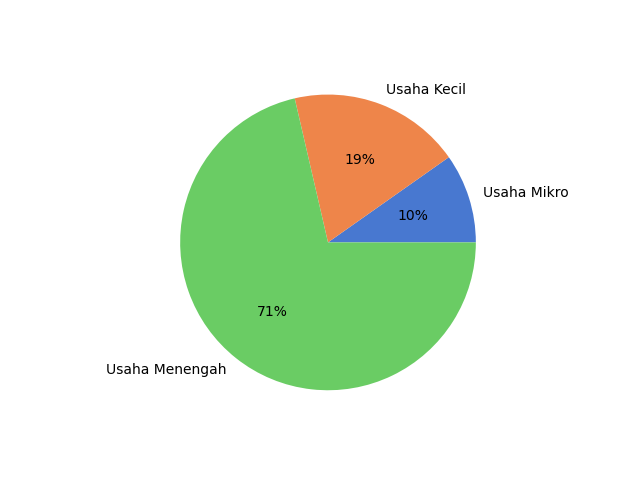 Usaha Kecil
19%
Usaha Mikro
10%
71%
Usaha Menengah